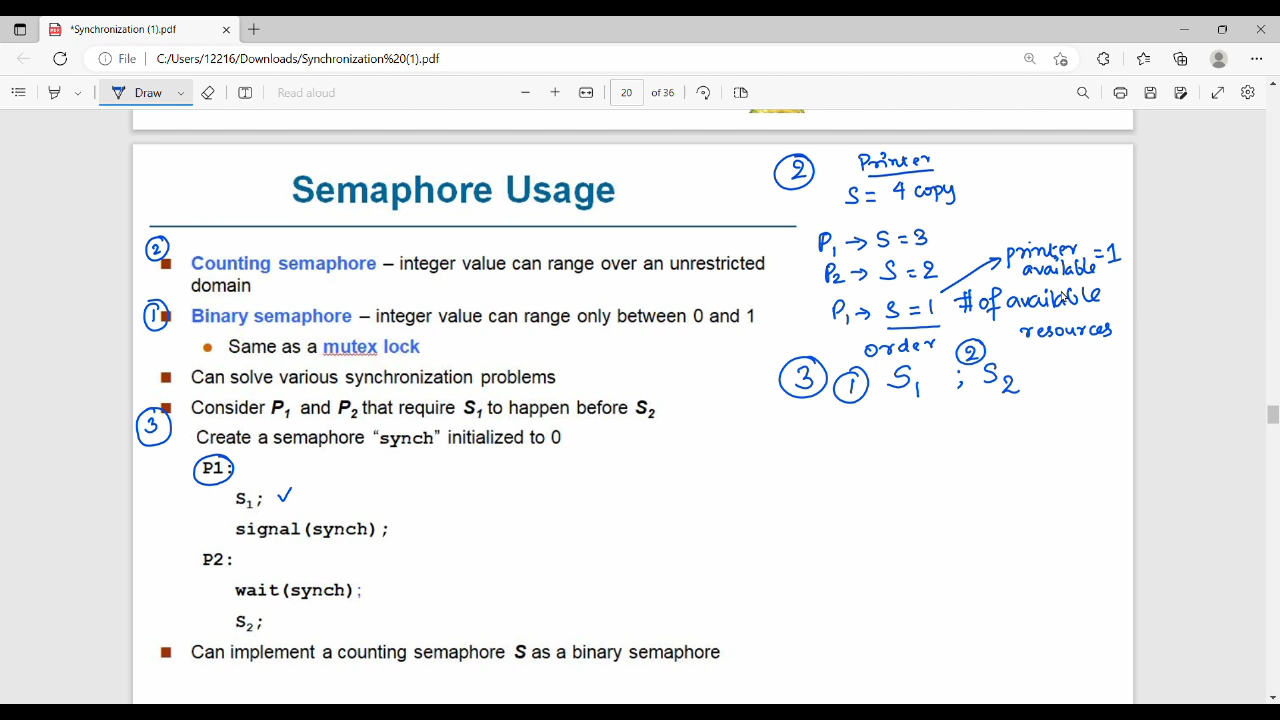 *Synchronization (1).pdf
File C:/Users/12216/Downloads/Synchronization%20(1).pdf
Draw Read aloud 20 of 36
Semaphore Usage
② Counting semaphore – integer value can range over an unrestricted
domain
① Binary semaphore – integer value can range only between 0 and 1
Same as a mutex lock
Can solve various synchronization problems
③ Consider P1 and P2 that require S1 to happen before S2
Create a semaphore “synch” initialized to 0
P1:
S1; ✓
signal(synch);
P2:
wait(synch);
S2;
Can implement a counting semaphore S as a binary semaphore
② Printer
S = 4 copy
P1 → S = 3
P2 → S = 2
P1 → S = 1
printer
available = 1
# of available
resources
order
③ ① S1 ; ② S2